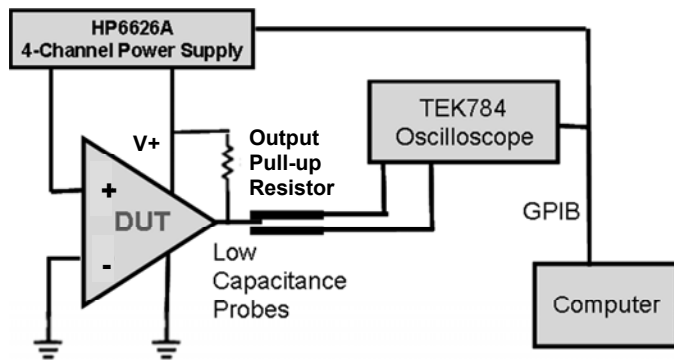 HP6626A
4-Channel Power Supply
TEK784
Oscilloscope
V+
Output
Pull-up
Resistor
+
DUT
-
Low
Capacitance
Probes
GPIB
Computer